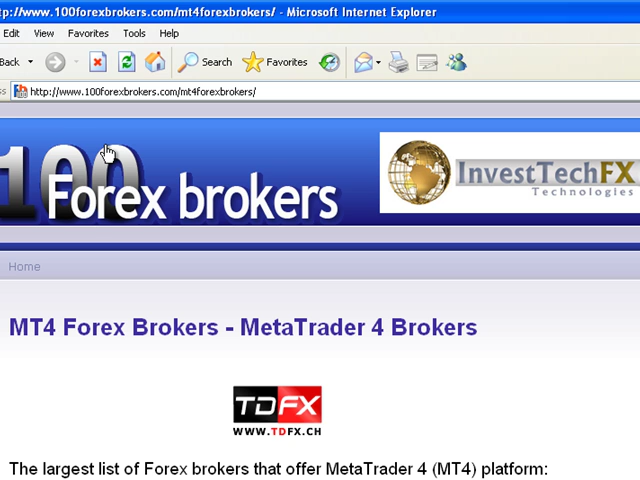 tp://www.100forexbrokers.com/mt4forexbrokers/ - Microsoft Internet Explorer
Edit View Favorites Tools Help
Back Search Favorites
ss http://www.100forexbrokers.com/mt4forexbrokers/
100 Forex brokers
InvestTechFX
Technologies
Home
MT4 Forex Brokers - MetaTrader 4 Brokers
TDFX
WWW.TDFX.CH
The largest list of Forex brokers that offer MetaTrader 4 (MT4) platform: